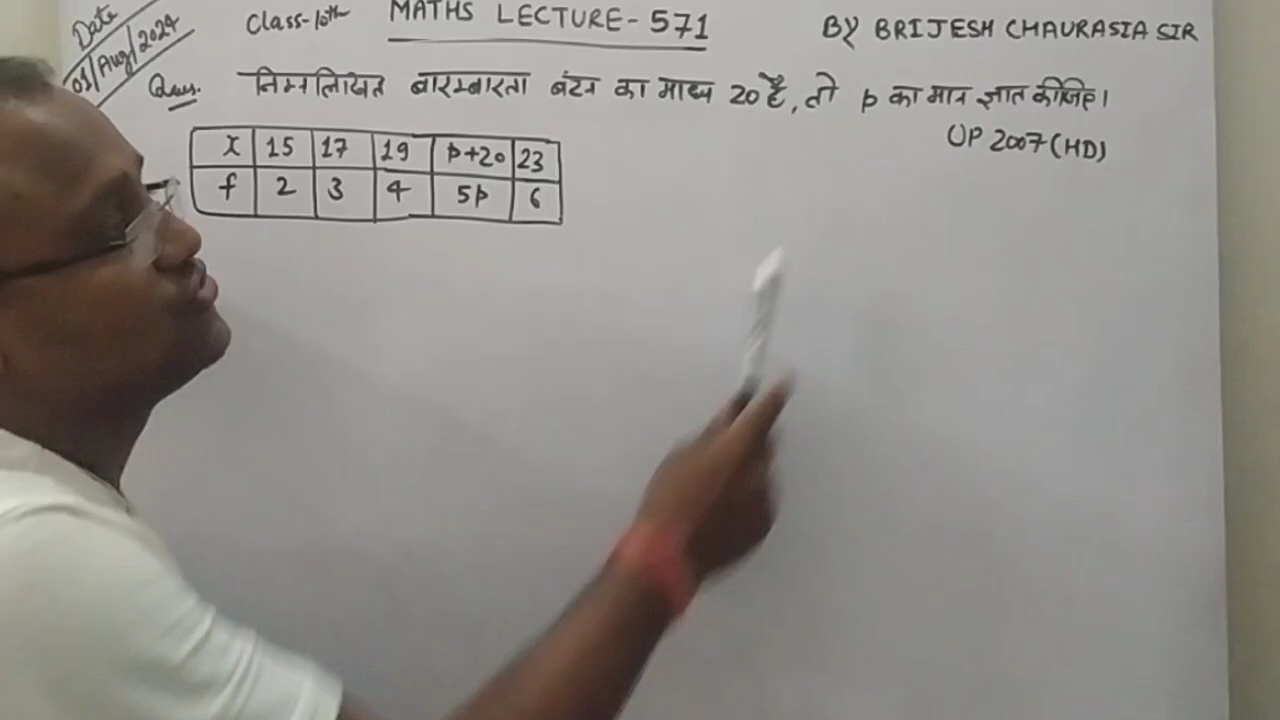 Date
01/Aug/2024
Class-10th
MATHS LECTURE-571
BY BRIJESH CHAURASIA SIR
Ques. निम्नलिखित बारम्बारता बंटन का माध्य 20 है, तो p का मान ज्ञात कीजिए।
UP 2007 (HD)
x 15 17 19 p+20 23
f 2 3 4 5p 6